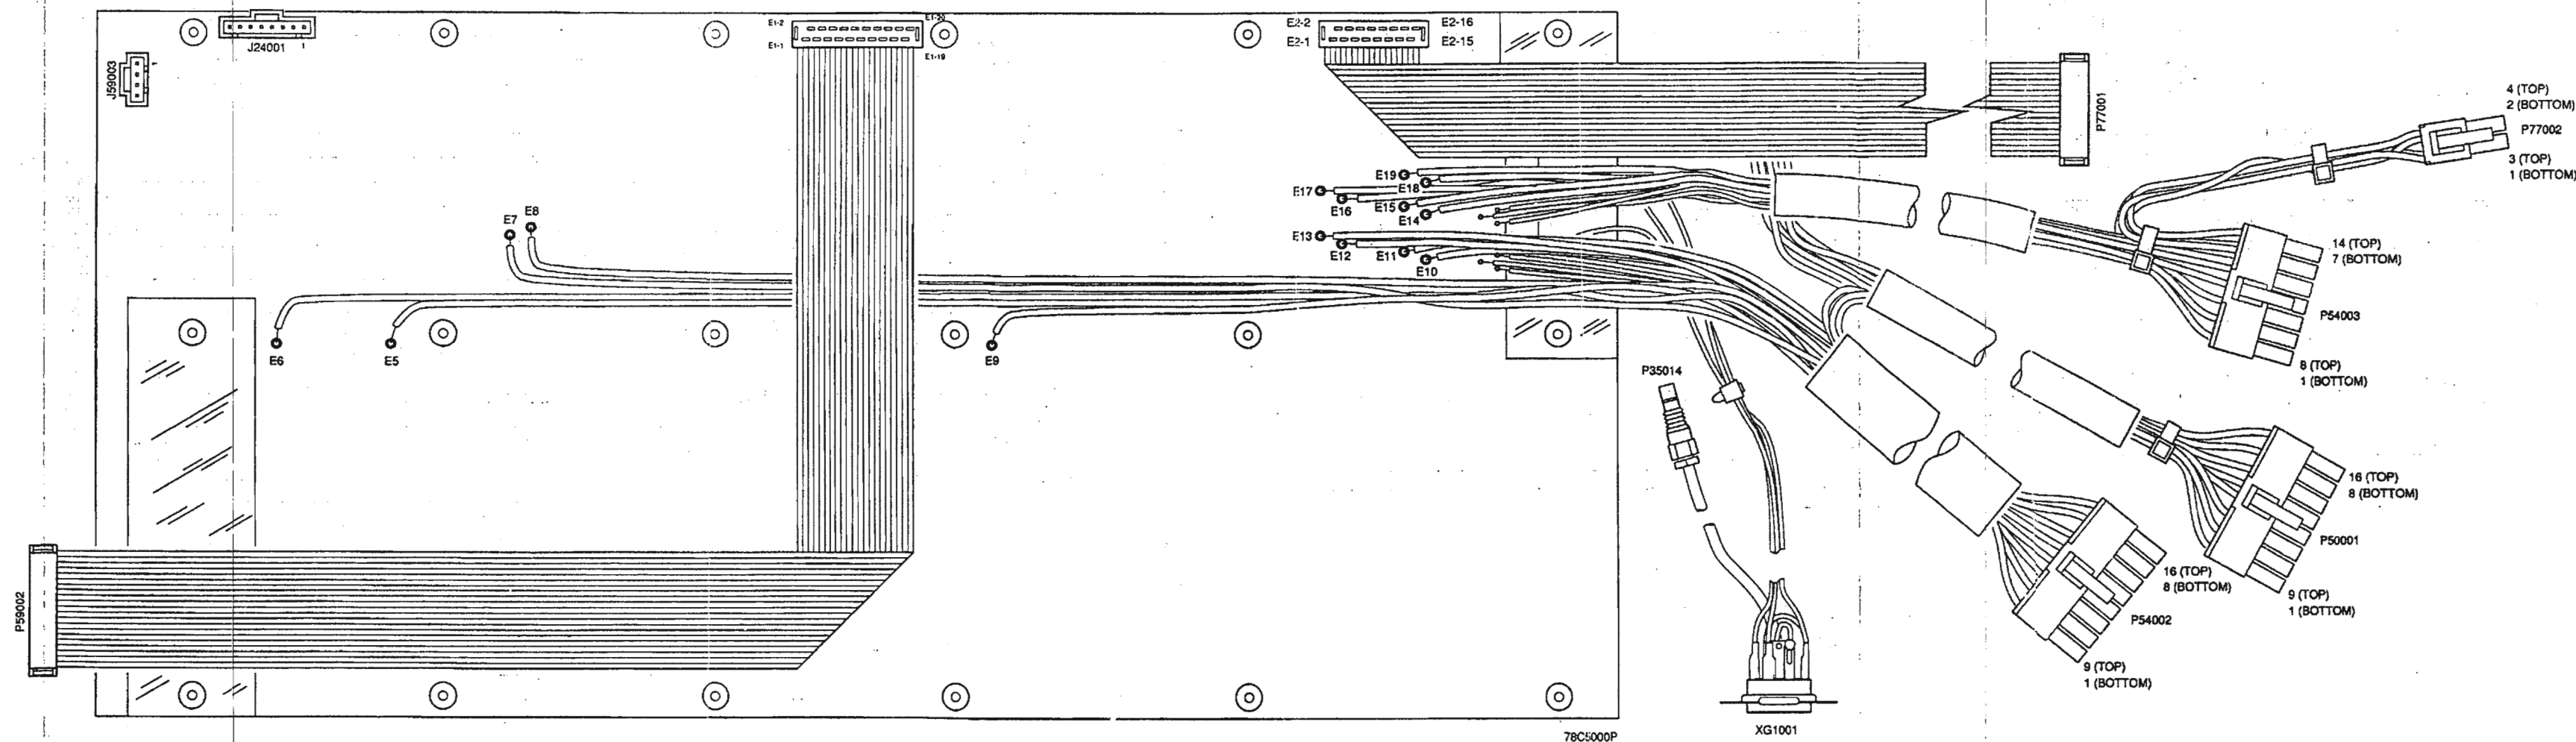 J24001
1
J59003
1
E1-2
E1-1
E1-20
E1-19
E2-2
E2-1
E2-16
E2-15
P77001
4 (TOP)
2 (BOTTOM)
P77002
3 (TOP)
1 (BOTTOM)
E19
E18
E17
E16
E15
E14
E13
E12
E11
E10
E7
E8
E6
E5
E9
14 (TOP)
7 (BOTTOM)
P54003
8 (TOP)
1 (BOTTOM)
P35014
16 (TOP)
8 (BOTTOM)
P50001
9 (TOP)
1 (BOTTOM)
16 (TOP)
8 (BOTTOM)
P54002
9 (TOP)
1 (BOTTOM)
P59002
XG1001
78C5000P